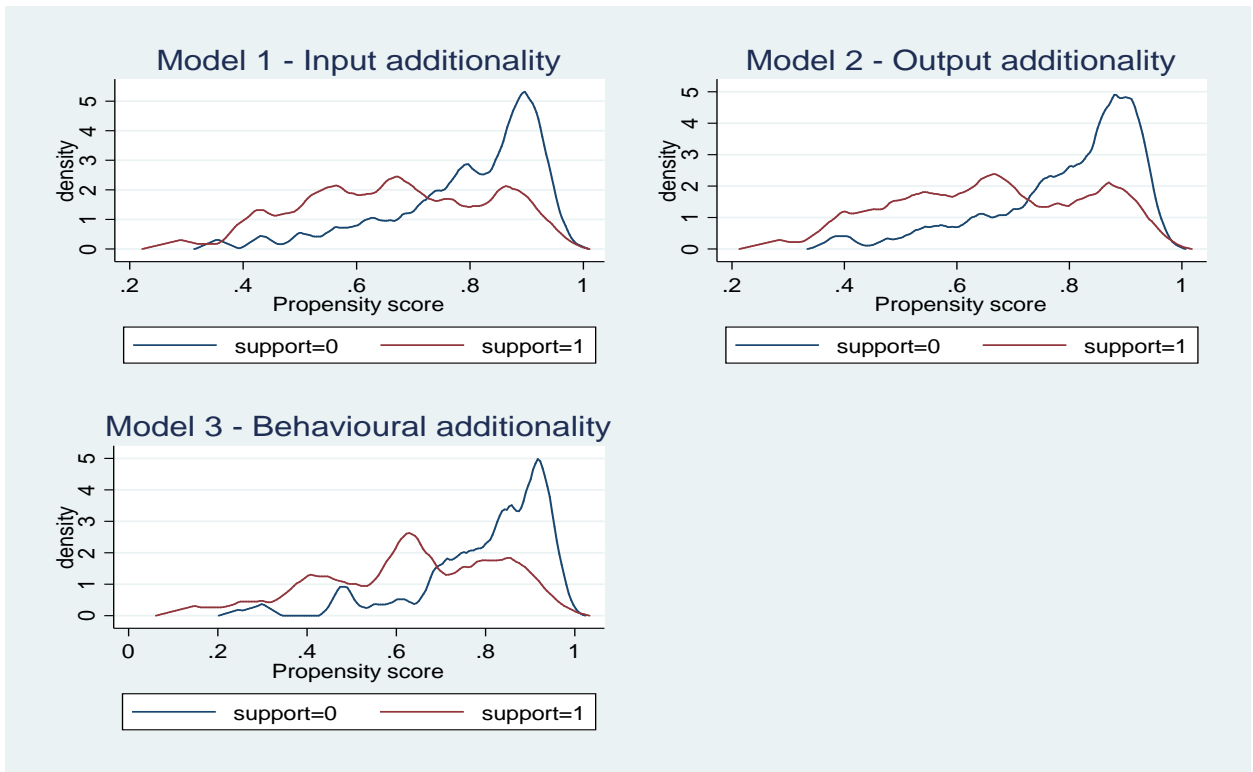 Model 1 - Input additionality
density
0 1 2 3 4 5
.2 .4 .6 .8 1
Propensity score
support=0 support=1
Model 2 - Output additionality
density
0 1 2 3 4 5
.2 .4 .6 .8 1
Propensity score
support=0 support=1
Model 3 - Behavioural additionality
density
0 1 2 3 4 5
0 .2 .4 .6 .8 1
Propensity score
support=0 support=1